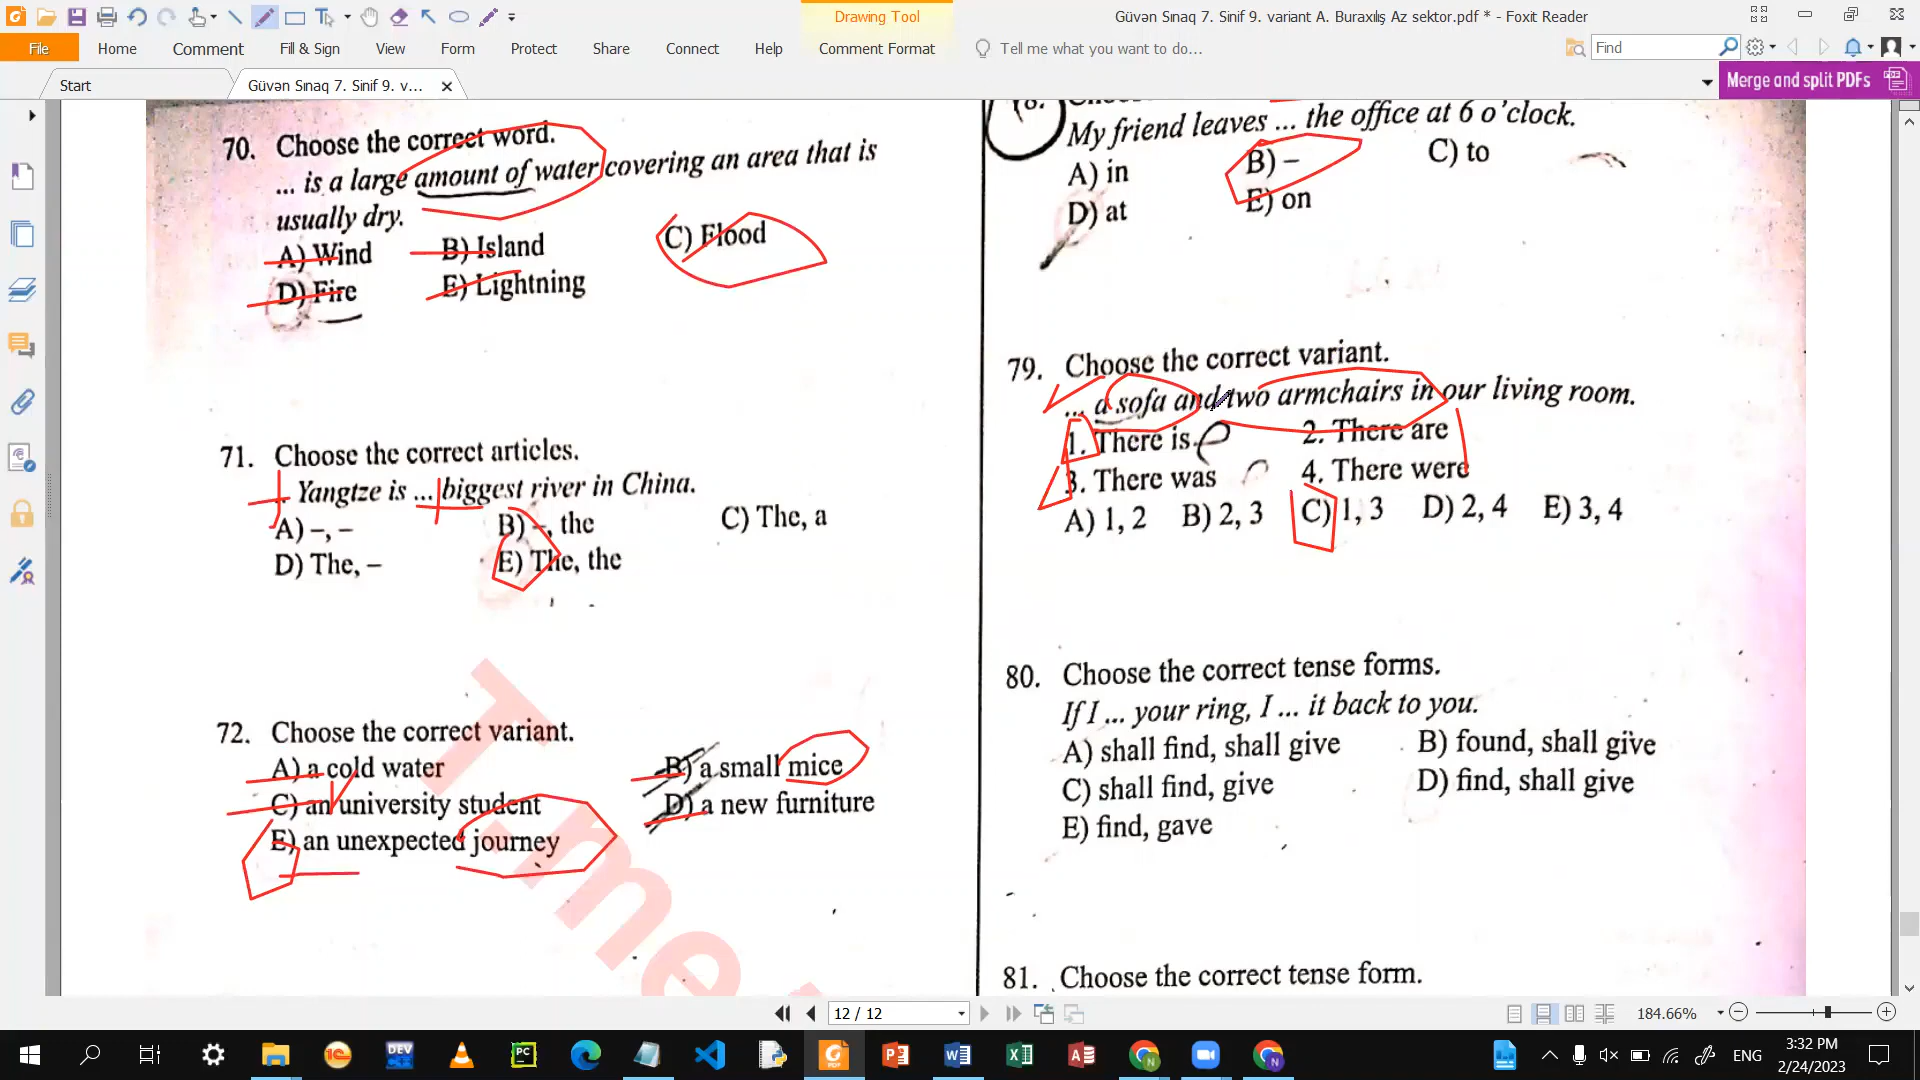 Drawing Tool
Güvən Sınaq 7. Sinif 9. variant A. Buraxılış Az sektor.pdf * - Foxit Reader
File Home Comment Fill & Sign View Form Protect Share Connect Help Comment Format Tell me what you want to do... Find
Start Güvən Sınaq 7. Sinif 9. v... Merge and split PDFs
70. Choose the correct word.
... is a large amount of water covering an area that is
usually dry.
A) Wind B) Island C) Flood
D) Fire E) Lightning
71. Choose the correct articles.
... Yangtze is ... biggest river in China.
A) –, – B) –, the C) The, a
D) The, – E) The, the
72. Choose the correct variant.
A) a cold water B) a small mice
C) an university student D) a new furniture
E) an unexpected journey
T.me
78.
My friend leaves ... the office at 6 o'clock.
A) in B) – C) to
D) at E) on
79. Choose the correct variant.
... a sofa and two armchairs in our living room.
1. There is 2. There are
3. There was 4. There were
A) 1, 2 B) 2, 3 C) 1, 3 D) 2, 4 E) 3, 4
80. Choose the correct tense forms.
If I ... your ring, I ... it back to you.
A) shall find, shall give B) found, shall give
C) shall find, give D) find, shall give
E) find, gave
81. Choose the correct tense form.
12 / 12 184.66%
ENG 3:32 PM
2/24/2023